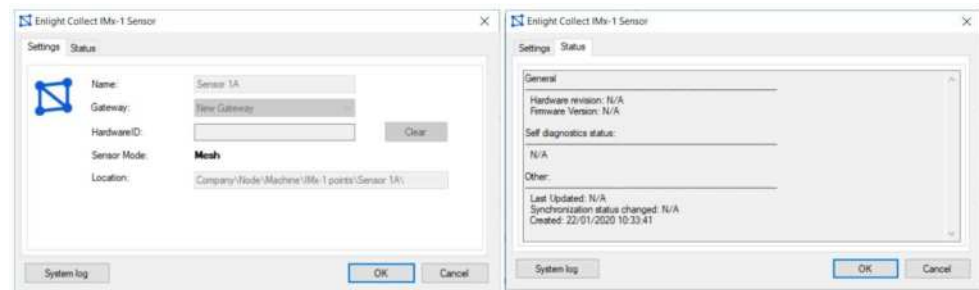 Enlight Collect IMx-1 Sensor
Settings Status
Name: Sensor 1A
Gateway: New Gateway
HardwareID: Clear
Sensor Mode: Mesh
Location: Company\Node\Machine\IMx-1 points\Sensor 1A\
System log OK Cancel
Enlight Collect IMx-1 Sensor
Settings Status
General
Hardware revision: N/A
Firmware Version: N/A
Self diagnostics status:
N/A
Other:
Last Updated: N/A
Synchronization status changed: N/A
Created: 22/01/2020 10:33:41
System log OK Cancel